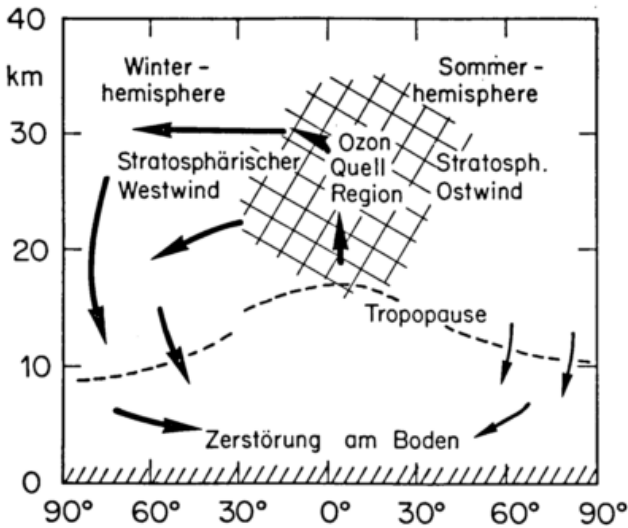 40
km
30
20
10
0
Winter-
hemisphere
Sommer-
hemisphere
Ozon
Quell
Region
Stratosphärischer
Westwind
Stratosph.
Ostwind
Tropopause
Zerstörung am Boden
90° 60° 30° 0° 30° 60° 90°